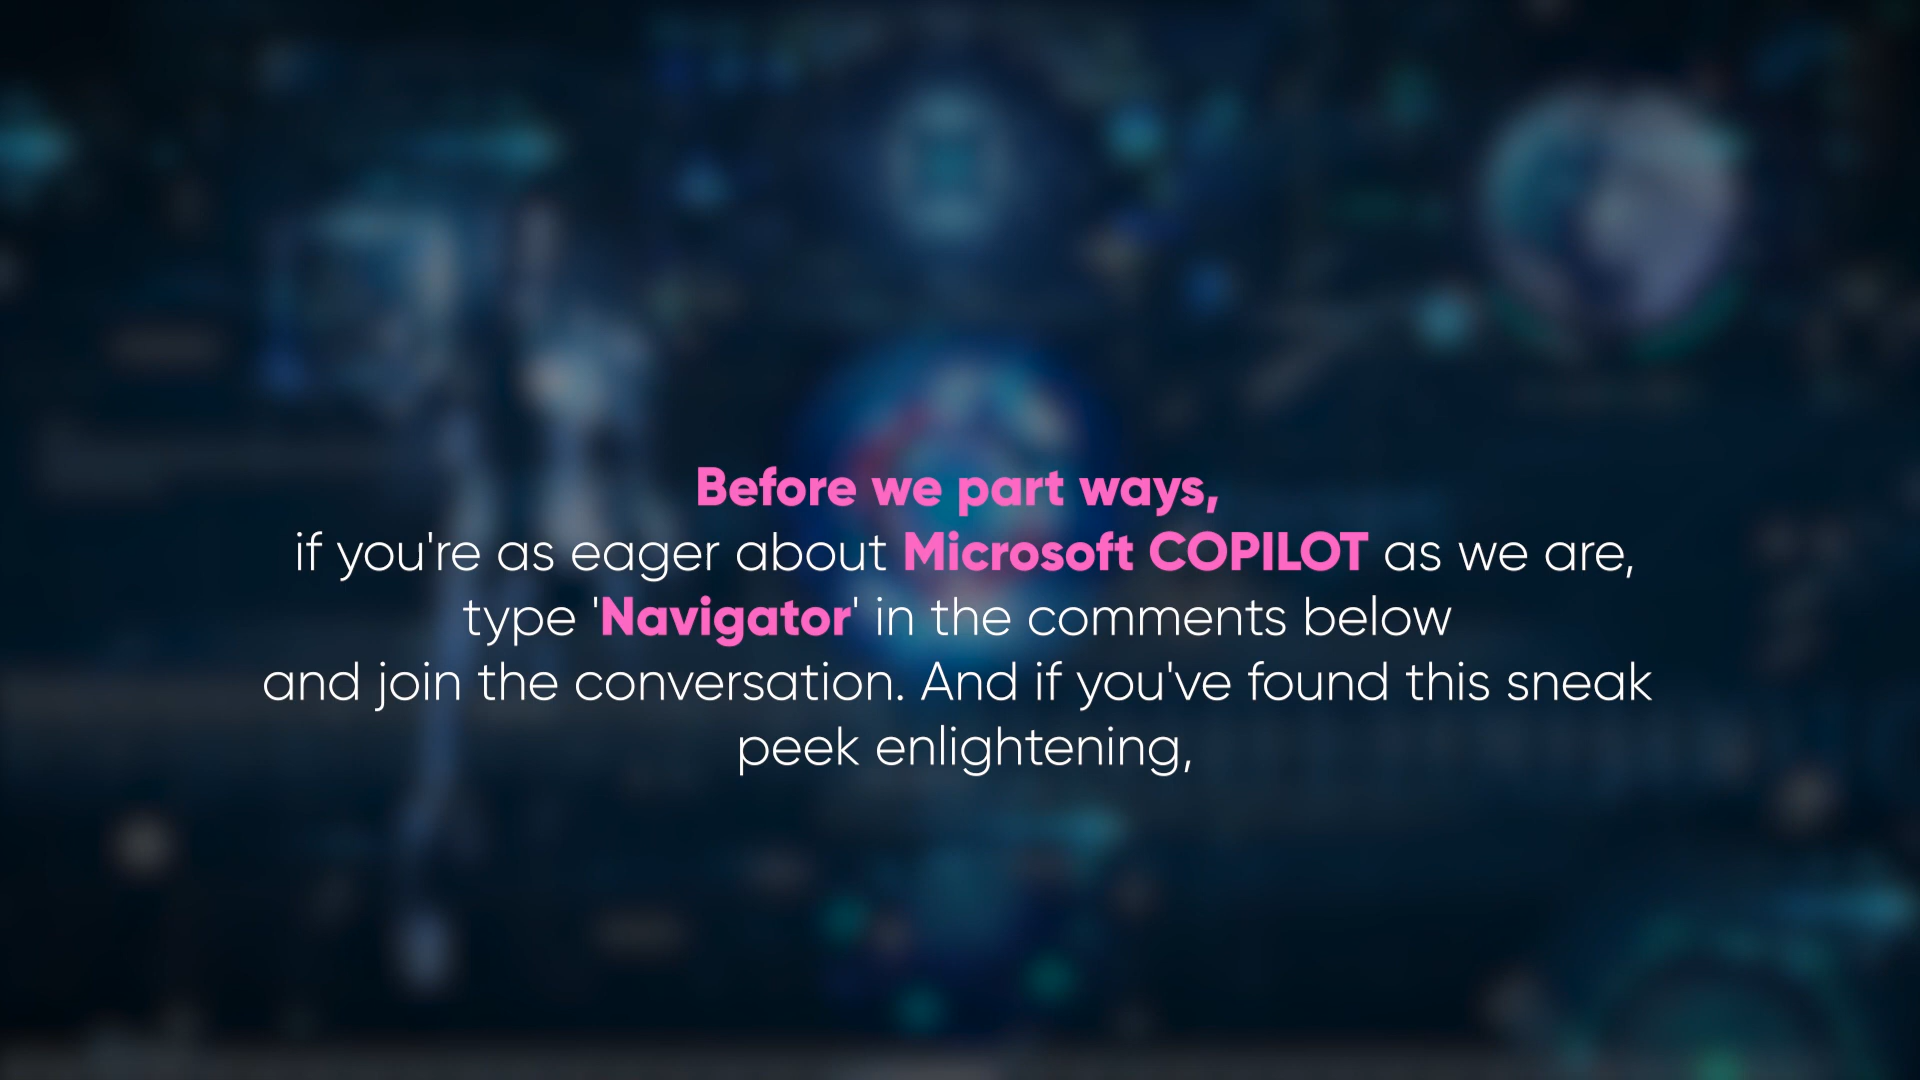 Before we part ways,
if you're as eager about Microsoft COPILOT as we are,
type 'Navigator' in the comments below
and join the conversation. And if you've found this sneak
peek enlightening,